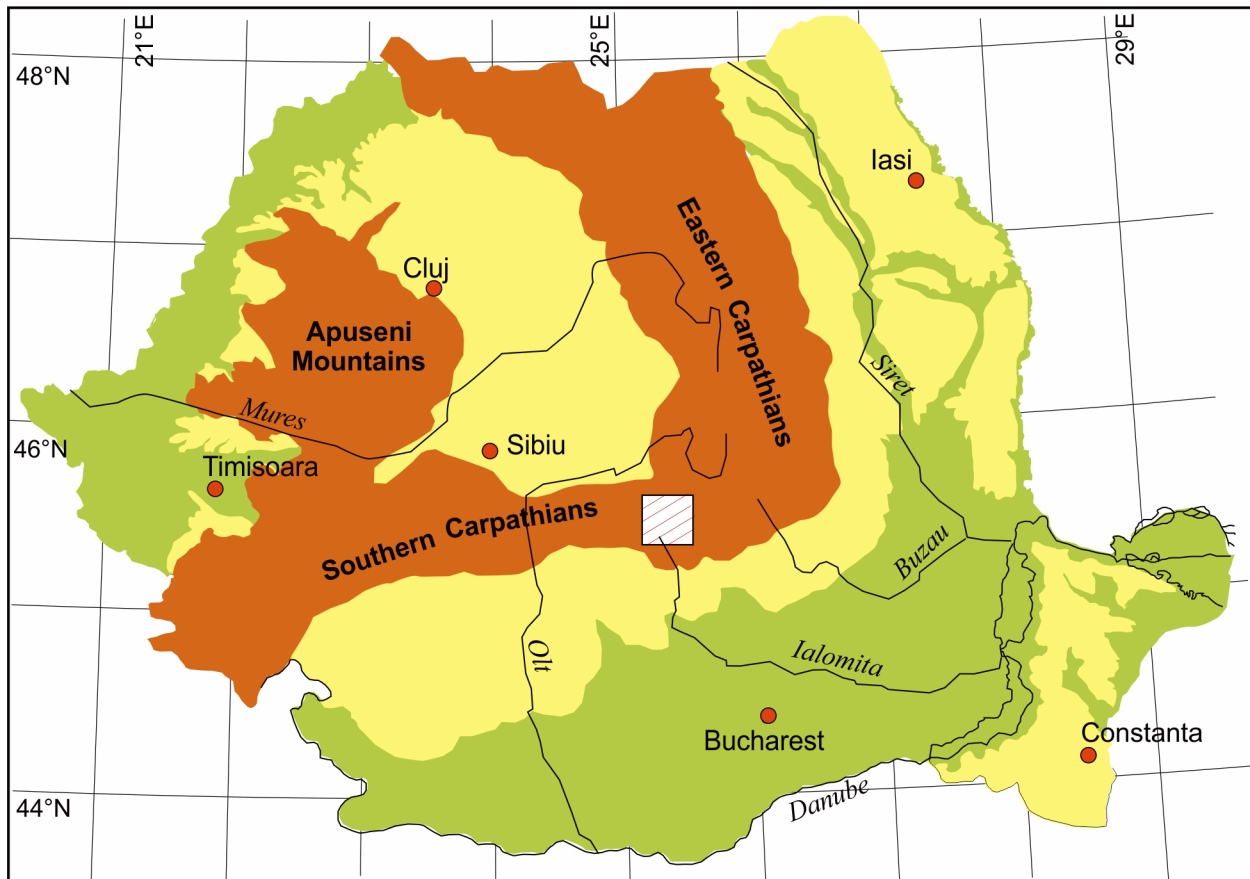 21°E
25°E
29°E
48°N
Iasi
Eastern Carpathians
Cluj
Apuseni
Mountains
Siret
Mures
46°N
Sibiu
Timisoara
Southern Carpathians
Buzau
Olt
Ialomita
Bucharest
Constanta
Danube
44°N